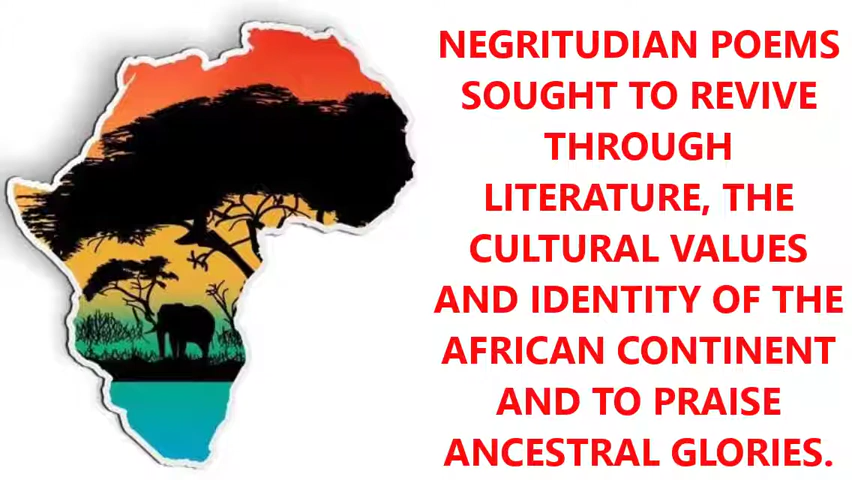 NEGRITUDIAN POEMS
SOUGHT TO REVIVE
THROUGH
LITERATURE, THE
CULTURAL VALUES
AND IDENTITY OF THE
AFRICAN CONTINENT
AND TO PRAISE
ANCESTRAL GLORIES.